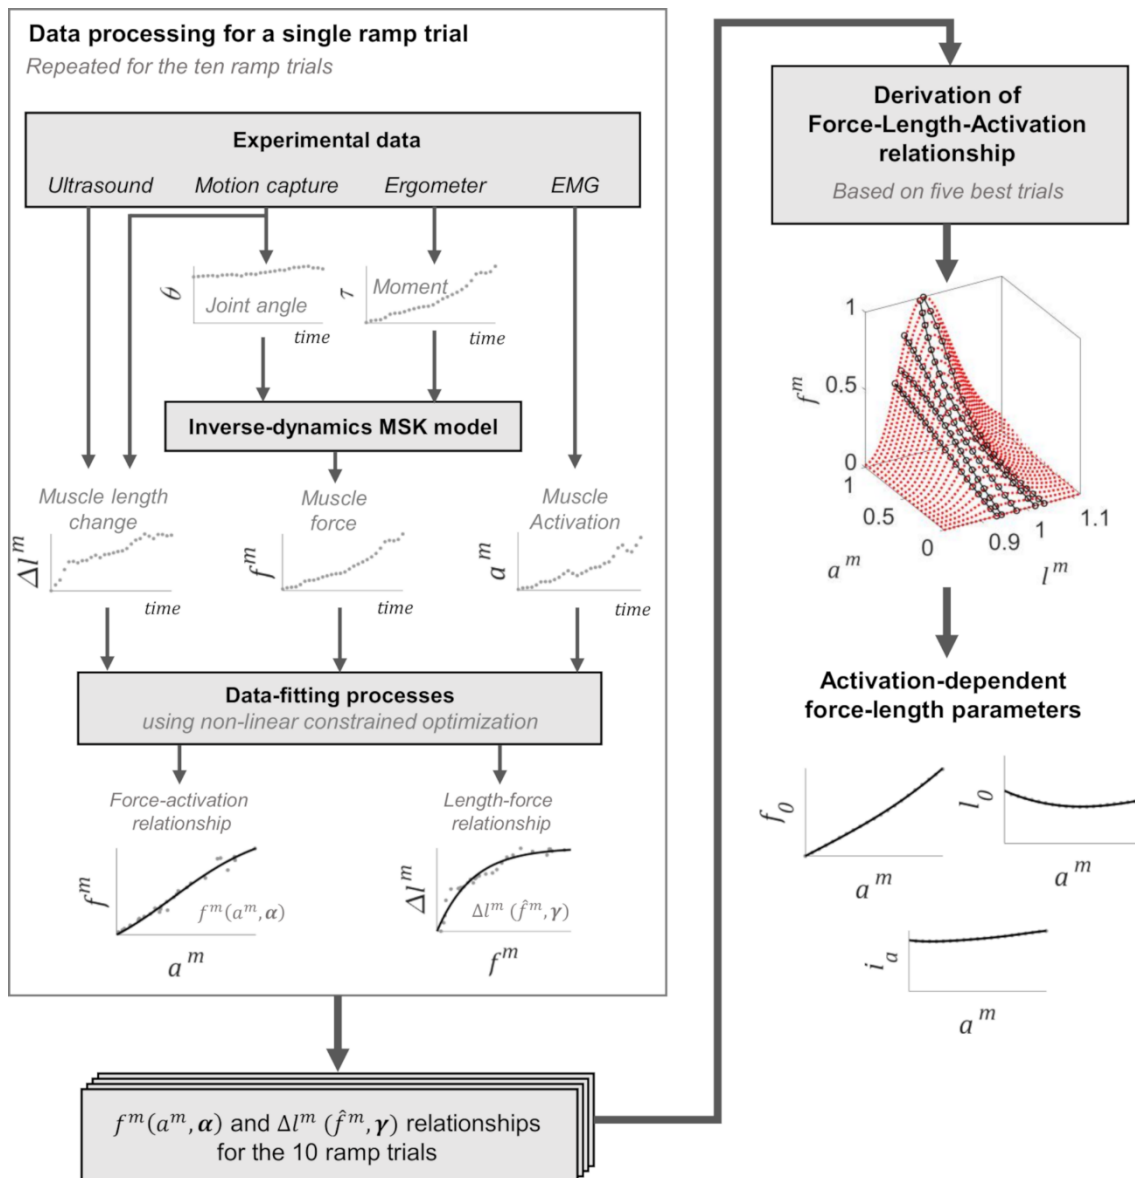 Data processing for a single ramp trial
Repeated for the ten ramp trials
Experimental data
Ultrasound Motion capture Ergometer EMG
θ
Joint angle
time
τ
Moment
time
Inverse-dynamics MSK model
Muscle length
change
Δl^m
time
Muscle
force
f^m
time
Muscle
Activation
a^m
time
Data-fitting processes
using non-linear constrained optimization
Force-activation
relationship
f^m
f^m(a^m, α)
a^m
Length-force
relationship
Δl^m
Δl^m (f̂^m, γ)
f^m
f^m(a^m, α) and Δl^m (f̂^m, γ) relationships
for the 10 ramp trials
Derivation of
Force-Length-Activation
relationship
Based on five best trials
1
0.5
0
f^m
1
0.5
0
a^m
0.9
1
1.1
l^m
Activation-dependent
force-length parameters
f_0
a^m
l_0
a^m
i_a
a^m